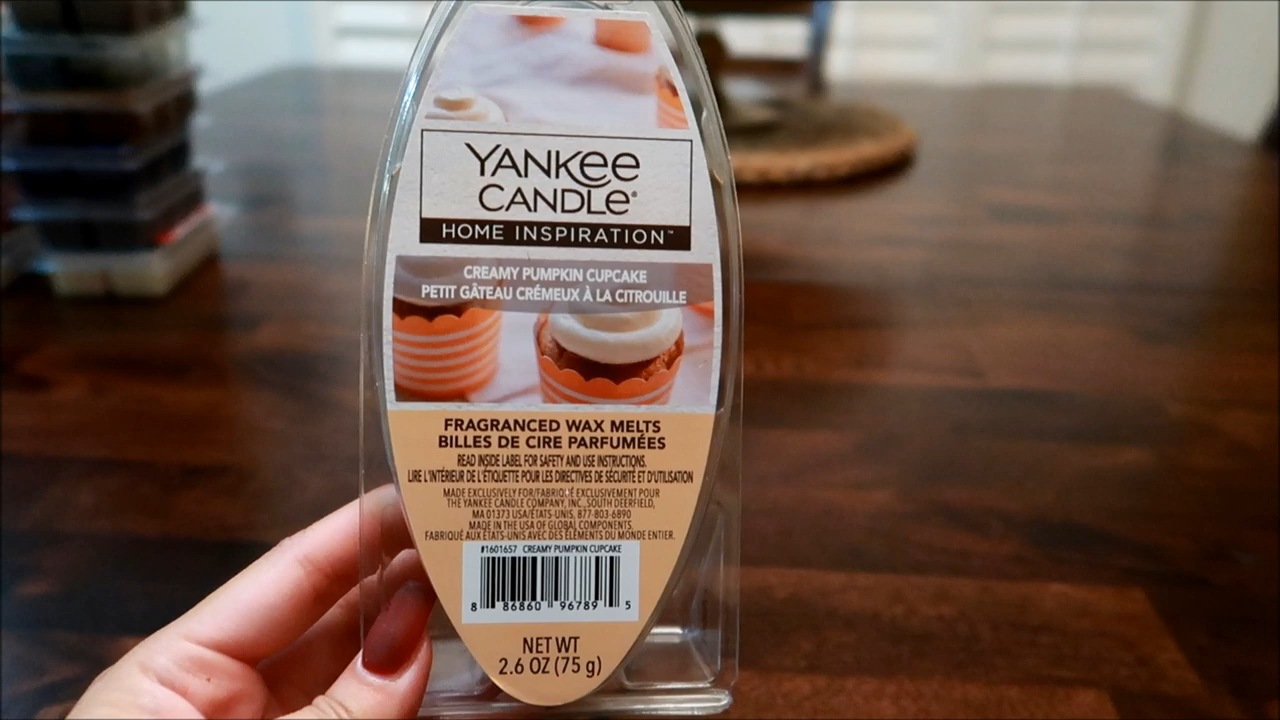 YANKEE
CANDLE®
HOME INSPIRATION™
CREAMY PUMPKIN CUPCAKE
PETIT GÂTEAU CRÉMEUX À LA CITROUILLE
FRAGRANCED WAX MELTS
BILLES DE CIRE PARFUMÉES
READ INSIDE LABEL FOR SAFETY AND USE INSTRUCTIONS.
LIRE L'INTÉRIEUR DE L'ÉTIQUETTE POUR LES DIRECTIVES DE SÉCURITÉ ET D'UTILISATION
MADE EXCLUSIVELY FOR/FABRIQUÉ EXCLUSIVEMENT POUR
THE YANKEE CANDLE COMPANY, INC., SOUTH DEERFIELD,
MA 01373 USA/ÉTATS-UNIS, 877-803-6890
MADE IN THE USA OF GLOBAL COMPONENTS.
FABRIQUÉ AUX ÉTATS-UNIS AVEC DES ÉLÉMENTS DU MONDE ENTIER.
#1601657 CREAMY PUMPKIN CUPCAKE
8 86860 96789 5
NET WT
2.6 OZ (75 g)